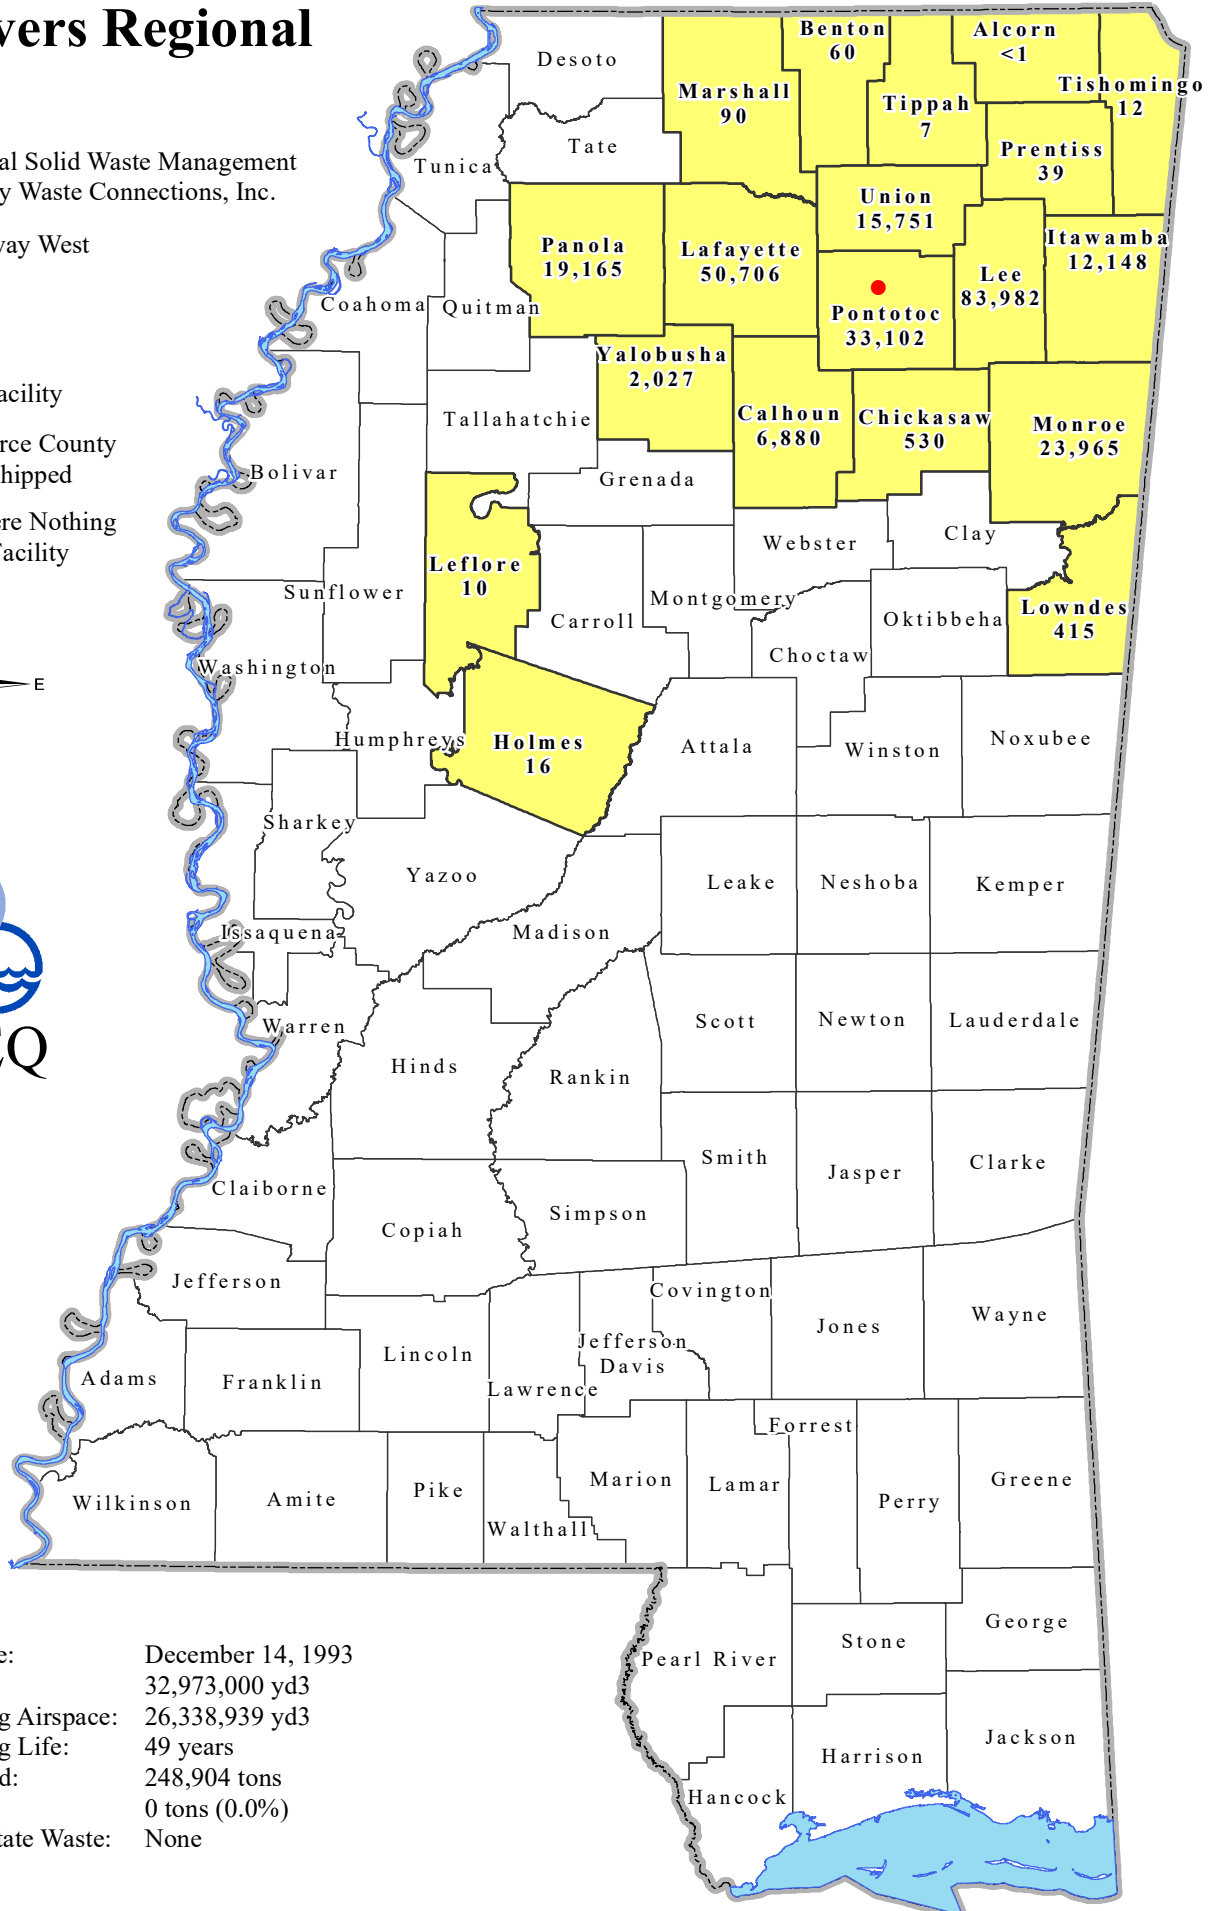 vers Regional
al Solid Waste Management
y Waste Connections, Inc.
vay West
acility
rce County
hipped
ere Nothing
Facility
E
CQ
Desoto
Benton
60
Alcorn
<1
Marshall
90
Tippah
7
Tishomingo
12
Tate
Tunica
Prentiss
39
Union
15,751
Panola
19,165
Lafayette
50,706
Itawamba
12,148
Lee
83,982
Coahoma
Quitman
Pontotoc
33,102
Yalobusha
2,027
Tallahatchie
Calhoun
6,880
Chickasaw
530
Monroe
23,965
Bolivar
Grenada
Leflore
10
Webster
Clay
Sunflower
Carroll
Montgomery
Oktibbeha
Lowndes
415
Washington
Choctaw
Humphreys
Holmes
16
Attala
Winston
Noxubee
Sharkey
Yazoo
Leake
Neshoba
Kemper
Issaquena
Madison
Warren
Hinds
Rankin
Scott
Newton
Lauderdale
Claiborne
Copiah
Simpson
Smith
Jasper
Clarke
Jefferson
Covington
Jefferson
Davis
Jones
Wayne
Adams
Franklin
Lincoln
Lawrence
Forrest
Wilkinson
Amite
Pike
Walthall
Marion
Lamar
Perry
Greene
Pearl River
Stone
George
Hancock
Harrison
Jackson
e: December 14, 1993
32,973,000 yd3
g Airspace: 26,338,939 yd3
g Life: 49 years
d: 248,904 tons
0 tons (0.0%)
tate Waste: None